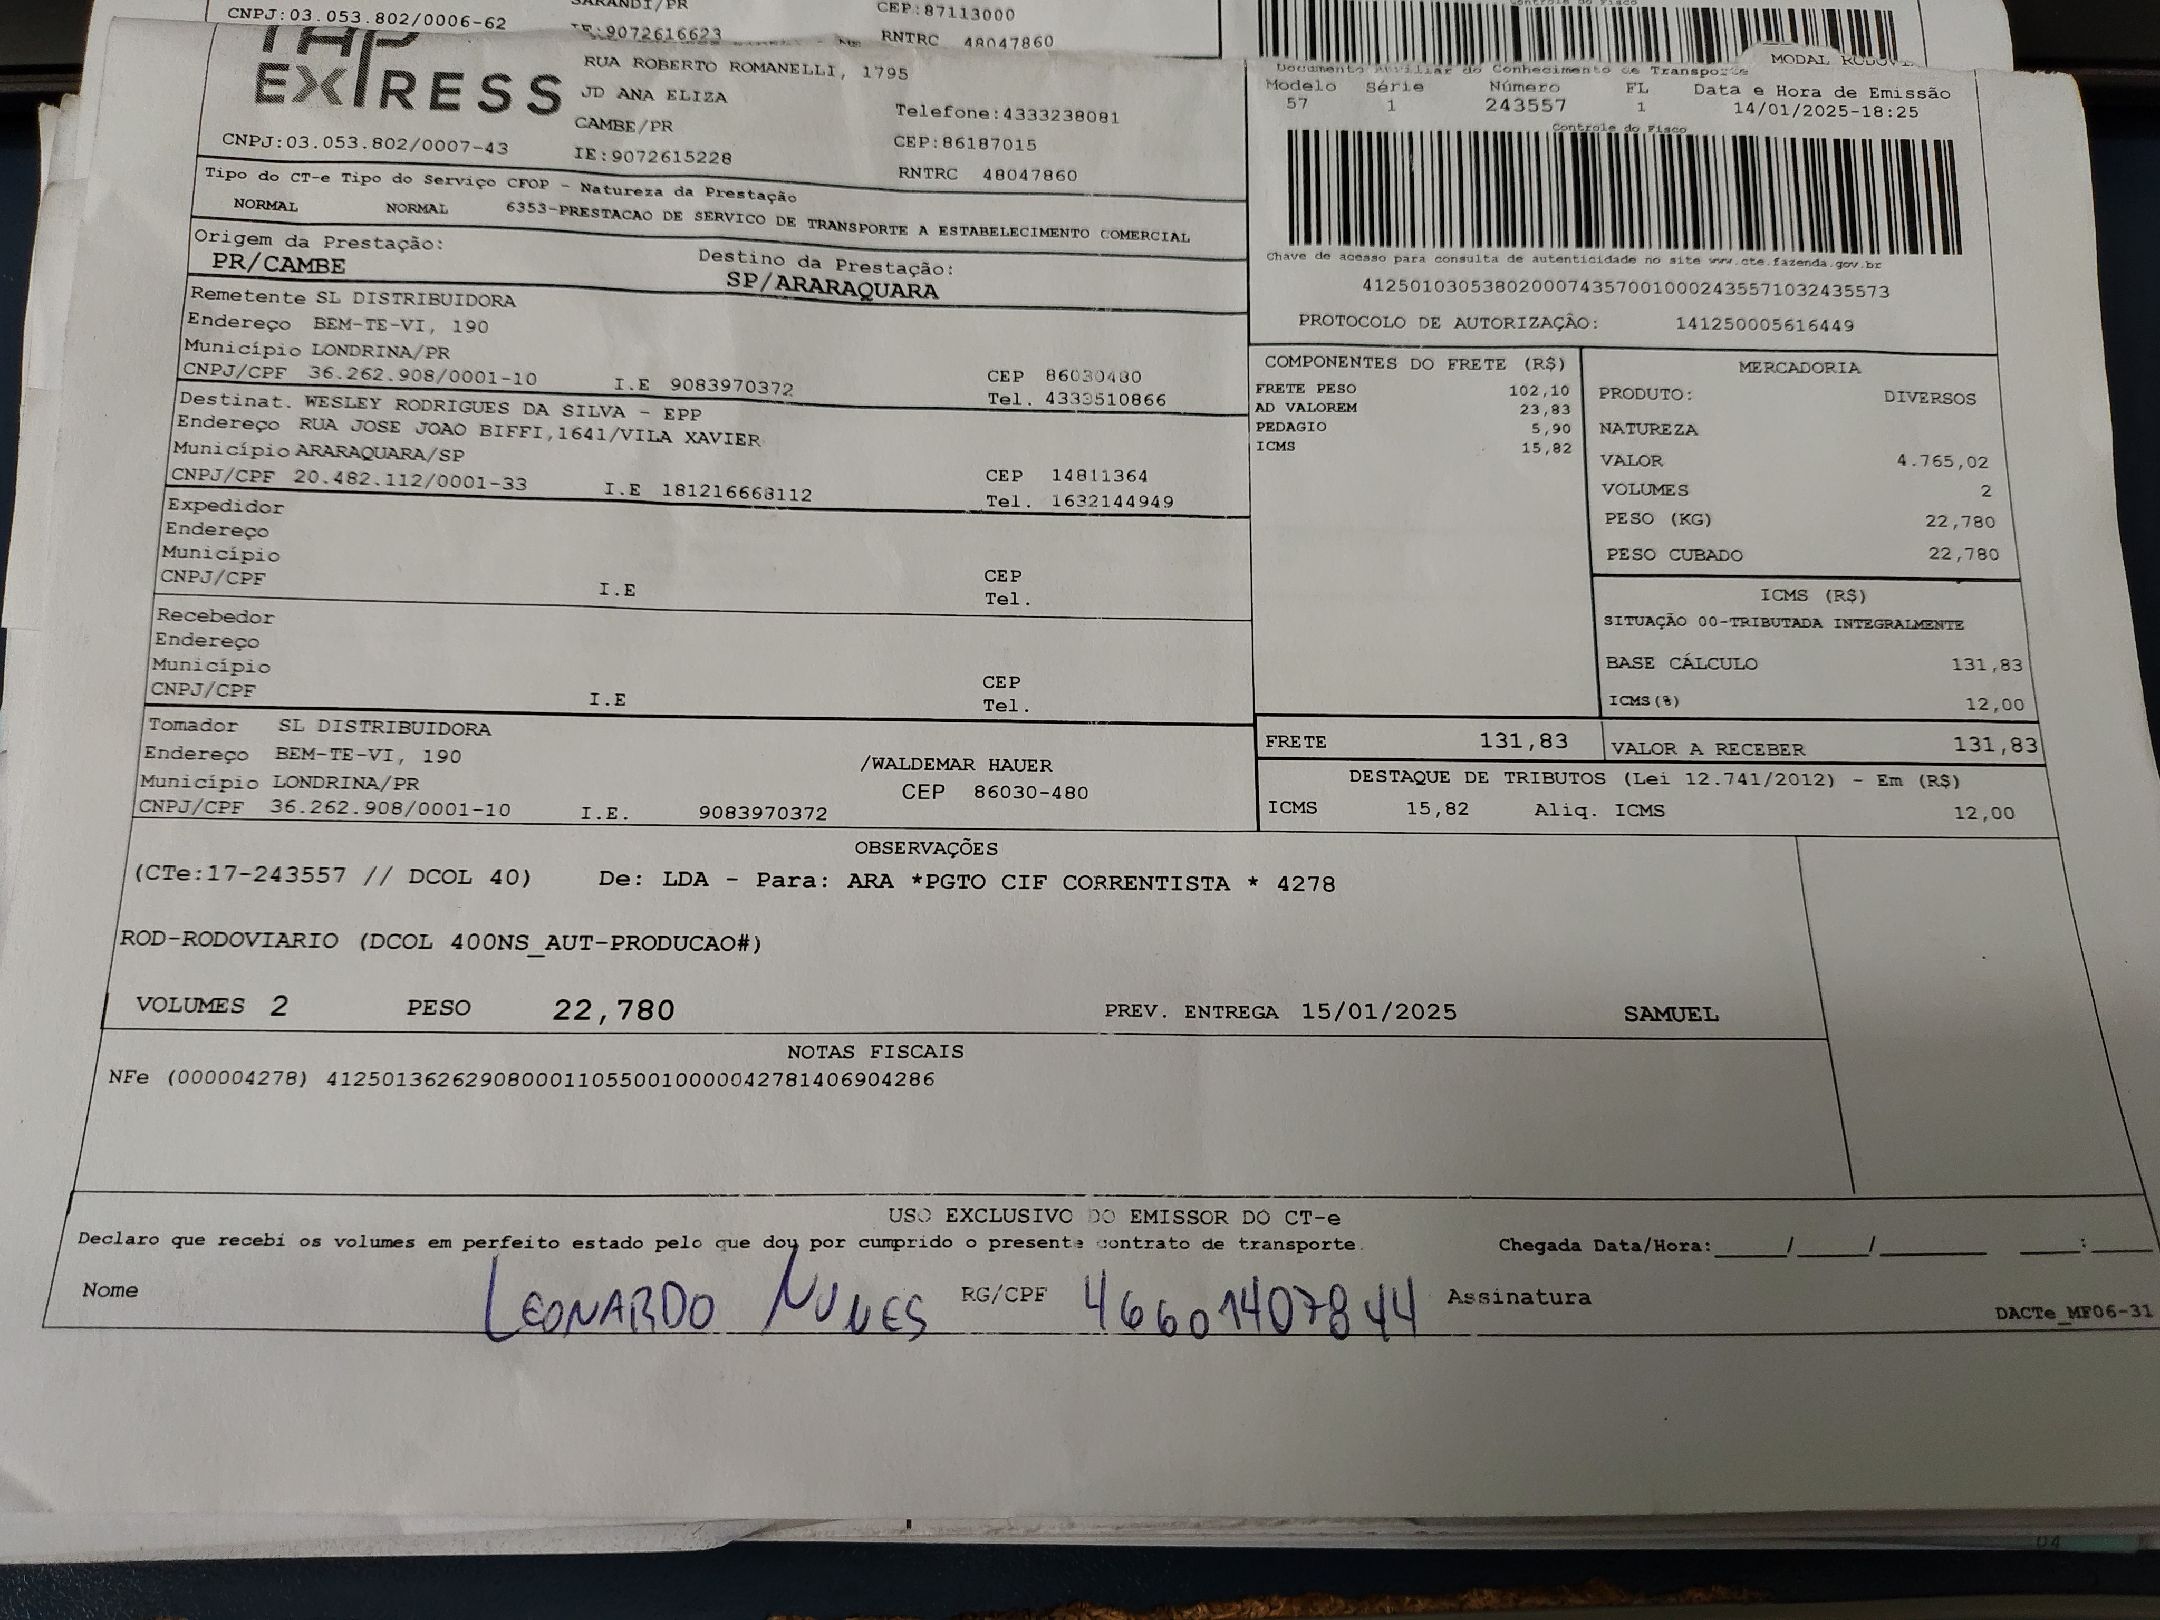 CNPJ:03.053.802/0006-62
SARANDI/PR
CEP:87113000
IE:9072616623
RNTRC 48047860
EXPRESS
RUA ROBERTO ROMANELLI, 1795
JD ANA ELIZA
Telefone:4333238081
CAMBE/PR
CEP:86187015
CNPJ:03.053.802/0007-43
IE:9072615228
RNTRC 48047860
Documento Auxiliar do Conhecimento de Transporte
Modelo Série Número FL Data e Hora de Emissão
57 1 243557 1 14/01/2025-18:25
Controle do Fisco
Chave de acesso para consulta de autenticidade no site www.cte.fazenda.gov.br
41250103053802000743570010002435571032435573
PROTOCOLO DE AUTORIZAÇÃO: 141250005616449
Tipo do CT-e Tipo do Serviço CFOP - Natureza da Prestação
NORMAL NORMAL 6353-PRESTACAO DE SERVICO DE TRANSPORTE A ESTABELECIMENTO COMERCIAL
Origem da Prestação: Destino da Prestação:
PR/CAMBE SP/ARARAQUARA
Remetente SL DISTRIBUIDORA
Endereço BEM-TE-VI, 190
Município LONDRINA/PR
CEP 86030480
CNPJ/CPF 36.262.908/0001-10 I.E 9083970372 Tel. 4333510866
Destinat. WESLEY RODRIGUES DA SILVA - EPP
Endereço RUA JOSE JOAO BIFFI,1641/VILA XAVIER
Município ARARAQUARA/SP
CEP 14811364
CNPJ/CPF 20.482.112/0001-33 I.E 181216668112 Tel. 1632144949
Expedidor
Endereço
Município
CEP
CNPJ/CPF I.E Tel.
Recebedor
Endereço
Município
CEP
CNPJ/CPF I.E Tel.
Tomador SL DISTRIBUIDORA
Endereço BEM-TE-VI, 190 /WALDEMAR HAUER
Município LONDRINA/PR CEP 86030-480
CNPJ/CPF 36.262.908/0001-10 I.E. 9083970372
COMPONENTES DO FRETE (R$)
FRETE PESO 102,10
AD VALOREM 23,83
PEDAGIO 5,90
ICMS 15,82
MERCADORIA
PRODUTO: DIVERSOS
NATUREZA
VALOR 4.765,02
VOLUMES 2
PESO (KG) 22,780
PESO CUBADO 22,780
ICMS (R$)
SITUAÇÃO 00-TRIBUTADA INTEGRALMENTE
BASE CÁLCULO 131,83
ICMS(%) 12,00
FRETE 131,83 VALOR A RECEBER 131,83
DESTAQUE DE TRIBUTOS (Lei 12.741/2012) - Em (R$)
ICMS 15,82 Aliq. ICMS 12,00
OBSERVAÇÕES
(CTe:17-243557 // DCOL 40) De: LDA - Para: ARA *PGTO CIF CORRENTISTA * 4278
ROD-RODOVIARIO (DCOL 400NS_AUT-PRODUCAO#)
VOLUMES 2 PESO 22,780 PREV. ENTREGA 15/01/2025 SAMUEL
NOTAS FISCAIS
NFe (000004278) 41250136262908000110550010000042781406904286
USO EXCLUSIVO DO EMISSOR DO CT-e
Declaro que recebi os volumes em perfeito estado pelo que dou por cumprido o presente contrato de transporte. Chegada Data/Hora:____/____/______ ___:___
Nome LEONARDO NUNES RG/CPF 46601407844 Assinatura
DACTe_MF06-31
04